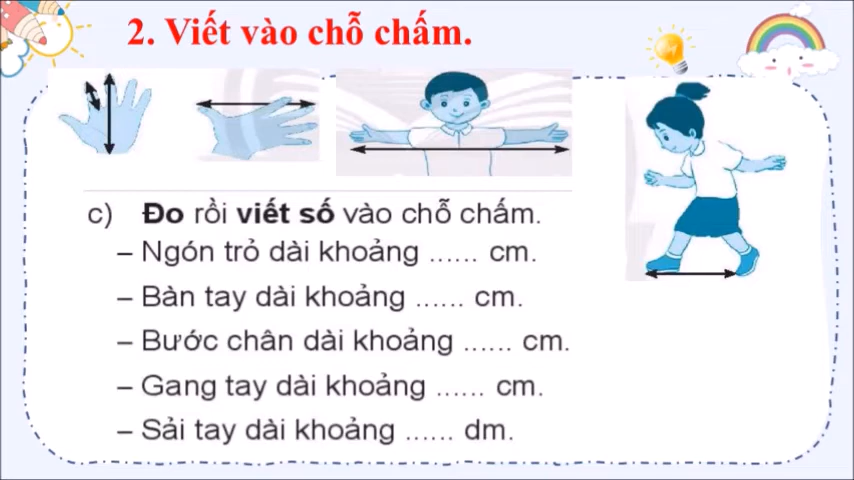 2. Viết vào chỗ chấm.
c) Đo rồi viết số vào chỗ chấm.
– Ngón trỏ dài khoảng ...... cm.
– Bàn tay dài khoảng ...... cm.
– Bước chân dài khoảng ...... cm.
– Gang tay dài khoảng ...... cm.
– Sải tay dài khoảng ...... dm.